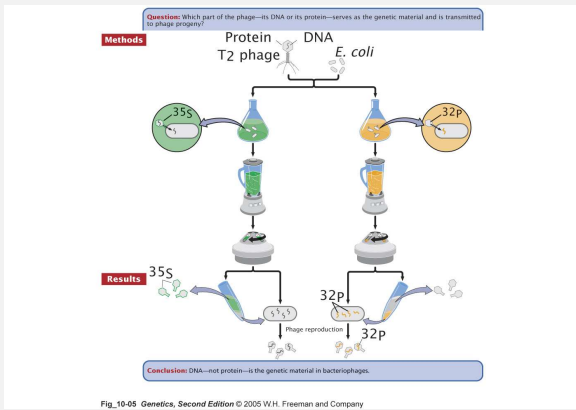 Question: Which part of the phage—its DNA or its protein—serves as the genetic material and is transmitted
to phage progeny?
Methods
Protein DNA
T2 phage E. coli
35S
32P
Results
35S
32P
Phage reproduction
32P
Conclusion: DNA—not protein—is the genetic material in bacteriophages.
Fig_10-05 Genetics, Second Edition © 2005 W.H. Freeman and Company